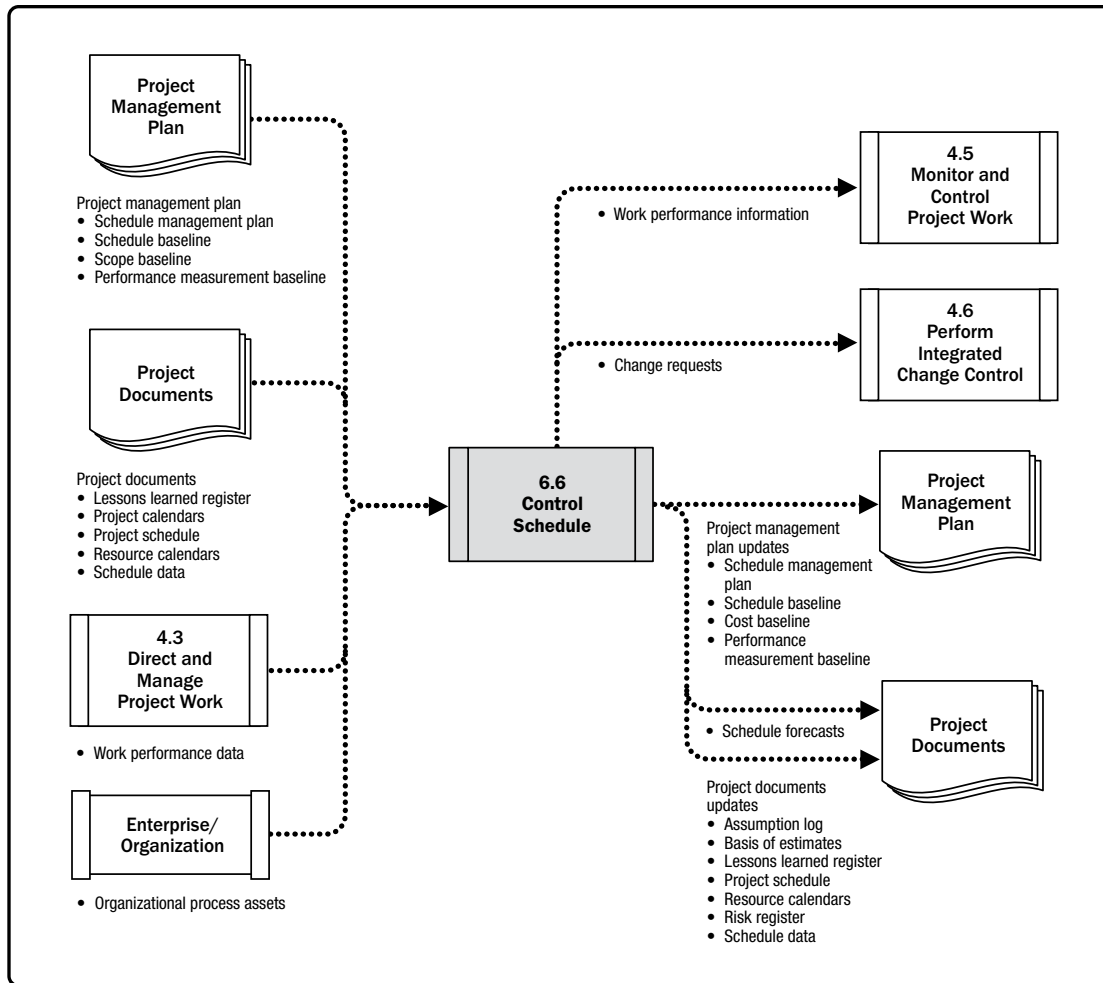 Project
Management
Plan
Project management plan
• Schedule management plan
• Schedule baseline
• Scope baseline
• Performance measurement baseline
Project
Documents
Project documents
• Lessons learned register
• Project calendars
• Project schedule
• Resource calendars
• Schedule data
4.3
Direct and
Manage
Project Work
• Work performance data
Enterprise/
Organization
• Organizational process assets
6.6
Control
Schedule
• Work performance information
4.5
Monitor and
Control
Project Work
• Change requests
4.6
Perform
Integrated
Change Control
Project management
plan updates
• Schedule management
plan
• Schedule baseline
• Cost baseline
• Performance
measurement baseline
Project
Management
Plan
• Schedule forecasts
Project
Documents
Project documents
updates
• Assumption log
• Basis of estimates
• Lessons learned register
• Project schedule
• Resource calendars
• Risk register
• Schedule data